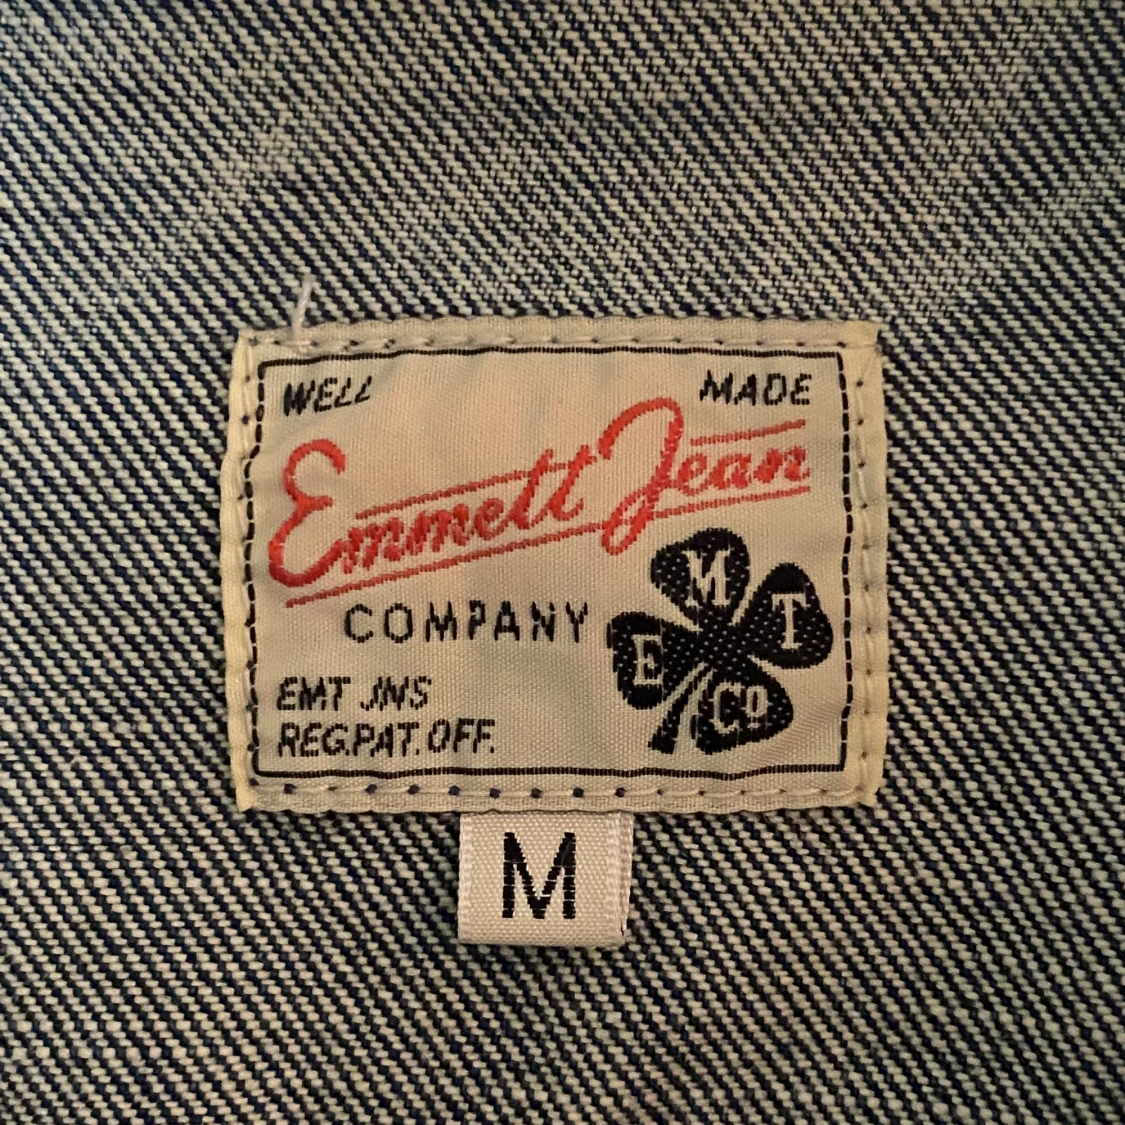 WELL MADE
Emmett Jean
COMPANY
EMT JNS
REG.PAT.OFF.
E M T Co
M